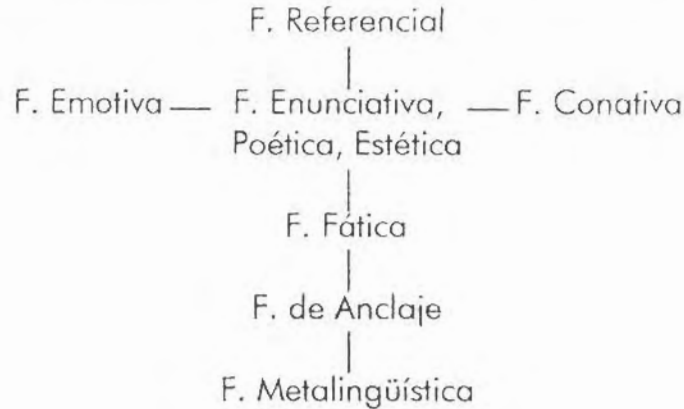 F. Referencial
F. Emotiva — F. Enunciativa, — F. Conativa
Poética, Estética
F. Fática
F. de Anclaje
F. Metalingüística